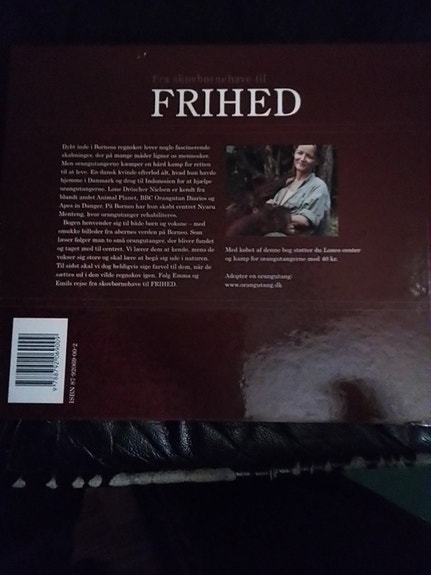 Fra skovbørnehave til
FRIHED
Dybt inde i Borneos regnskov lever nogle fascinerende
skabninger, der på mange måder ligner os mennesker.
Men orangutangerne kæmper en hård kamp for retten
til at leve. En dansk kvinde efterlod alt, hvad hun havde
hjemme i Danmark og drog til Indonesien for at hjælpe
orangutangerne. Lone Dröscher Nielsen er kendt fra
blandt andet Animal Planet, BBC Orangutan Diaries og
Apes in Danger. På Borneo har hun skabt centret Nyaru
Menteng, hvor orangutanger rehabiliteres.
Bogen henvender sig til både børn og voksne – med
smukke billeder fra abernes verden på Borneo. Som
læser følger man to små orangutanger, der bliver fundet
og taget med til centret. Vi lærer dem at kende, mens de
vokser sig store og skal lære at begå sig ude i naturen.
Til sidst skal vi dog heldigvis sige farvel til dem, når de
sættes ud i den vilde regnskov igen. Følg Emma og
Emils rejse fra skovbørnehave til FRIHED.
Med købet af denne bog støtter du Lones center
og kamp for orangutangerne med 40 kr.
Adopter en orangutang:
www.orangutang.dk
9788792089009
ISBN 87-92089-00-2